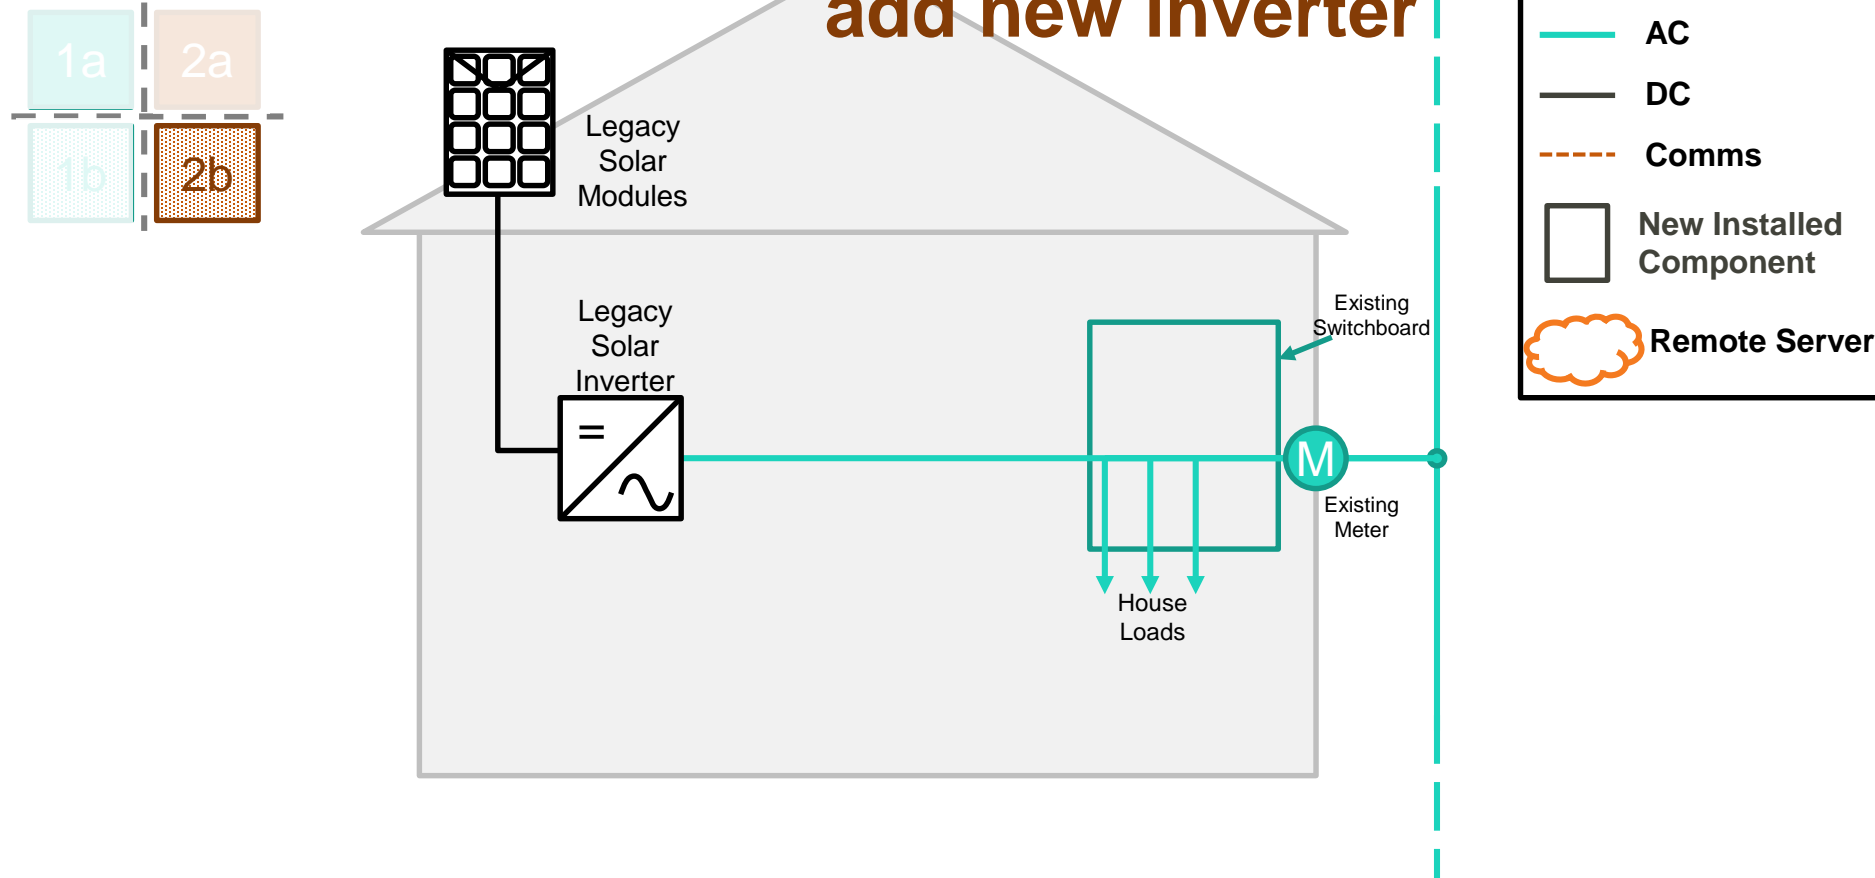 add new inverter
1a
2a
1b
2b
Legacy
Solar
Modules
Legacy
Solar
Inverter
Existing
Switchboard
M
Existing
Meter
House
Loads
AC
DC
Comms
New Installed
Component
Remote Server